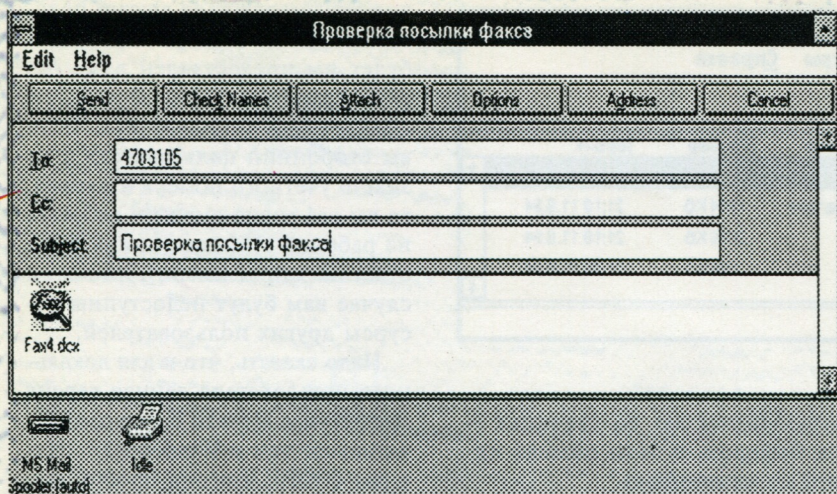 Проверка посылки факса
Edit Help
Send Check Names Attach Options Address Cancel
To: 4703105
Cc:
Subject: Проверка посылки факса
Fax4.dcx
MS Mail Idle
Spooler (auto)